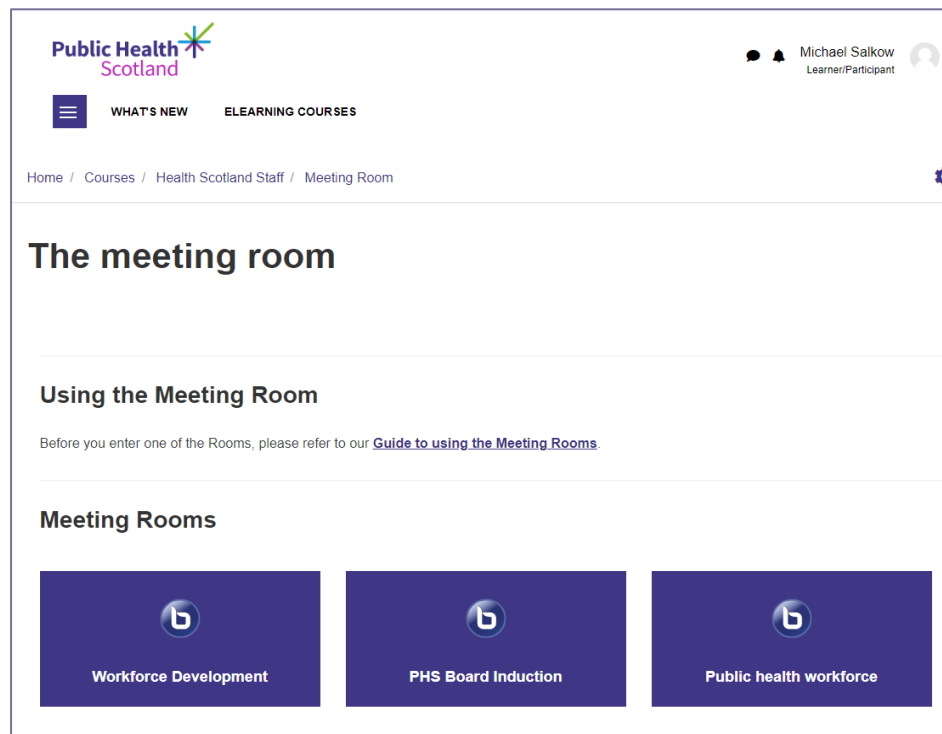 Public Health
Scotland
Michael Salkow
Learner/Participant
WHAT'S NEW ELEARNING COURSES
Home / Courses / Health Scotland Staff / Meeting Room
The meeting room
Using the Meeting Room
Before you enter one of the Rooms, please refer to our Guide to using the Meeting Rooms.
Meeting Rooms
b b b
Workforce Development PHS Board Induction Public health workforce